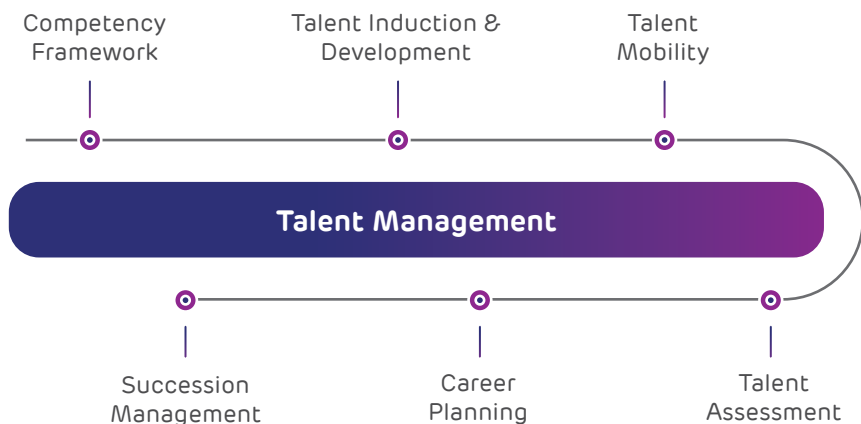 Competency
Framework
Talent Induction &
Development
Talent
Mobility
Talent Management
Succession
Management
Career
Planning
Talent
Assessment